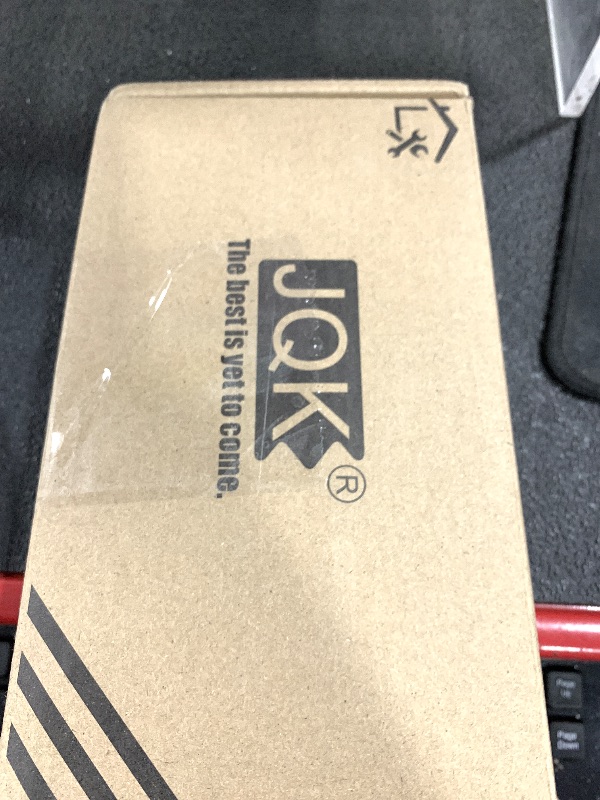 JQK®
The best is yet to come.
Page
Up
Page
Down